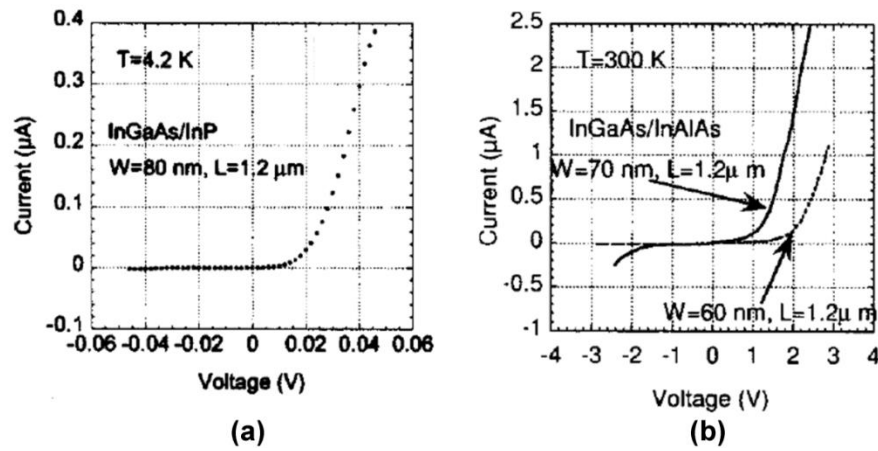 0.4
0.3
0.2
0.1
0
-0.1
Current (µA)
T=4.2 K
InGaAs/InP
W=80 nm, L=1.2 µm
-0.06 -0.04 -0.02 0 0.02 0.04 0.06
Voltage (V)
(a)
2.5
2
1.5
1
0.5
0
-0.5
-1
Current (µA)
T=300 K
InGaAs/InAlAs
W=70 nm, L=1.2µ m
W=60 nm, L=1.2µ m
-4 -3 -2 -1 0 1 2 3 4
Voltage (V)
(b)